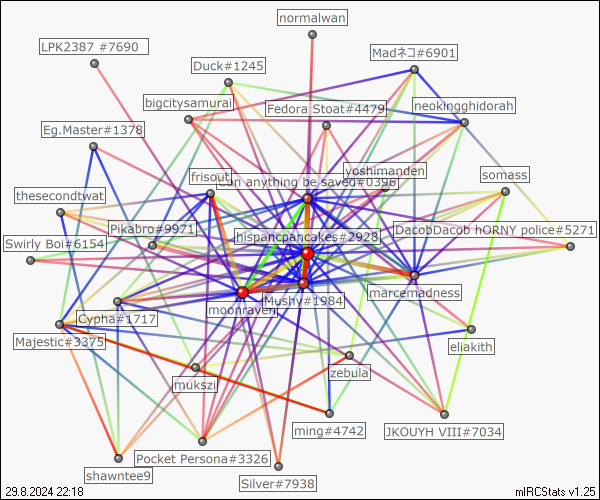 normalwan
LPK2387 #7690
Madネコ#6901
Duck#1245
bigcitysamurai
Fedora Stoat#4479
neokingghidorah
Eg.Master#1378
yoshimanden
frisout
somass
Can anything be saved#0396
thesecondtwat
Pikabro#9971
DacobDacob hORNY police#5271
hispancpancakes#2928
Swirly Boi#6154
marcemadness
Mushy#1984
moonraven
Cypha#1717
Majestic#3375
eliakith
zebula
mukszi
ming#4742
JKOUYH VIII#7034
Pocket Persona#3326
shawntee9
Silver#7938
29.8.2024 22:18
mIRCStats v1.25